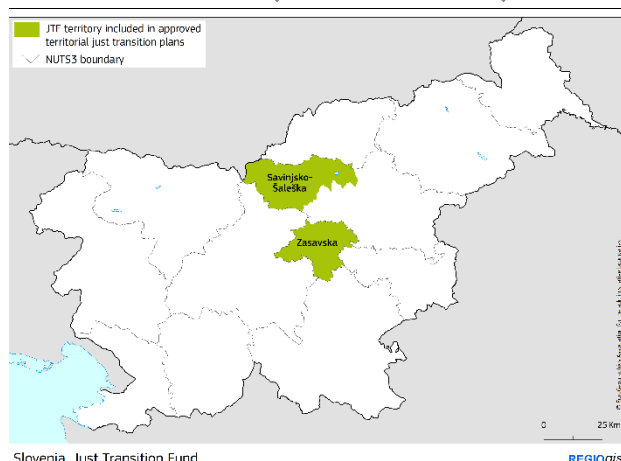 JTF territory included in approved
territorial just transition plans
NUTS3 boundary
Savinjsko-
Šaleška
Zasavska
0
25 Km
Slovenia, Just Transition Fund
REGIOgis